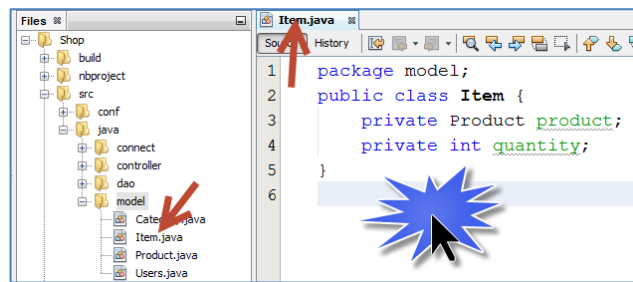 Files
Shop
build
nbproject
src
conf
java
connect
controller
dao
model
Item.java
Product.java
Users.java
Item.java
History
1 package model;
2 public class Item {
3 private Product product;
4 private int quantity;
5 }
6